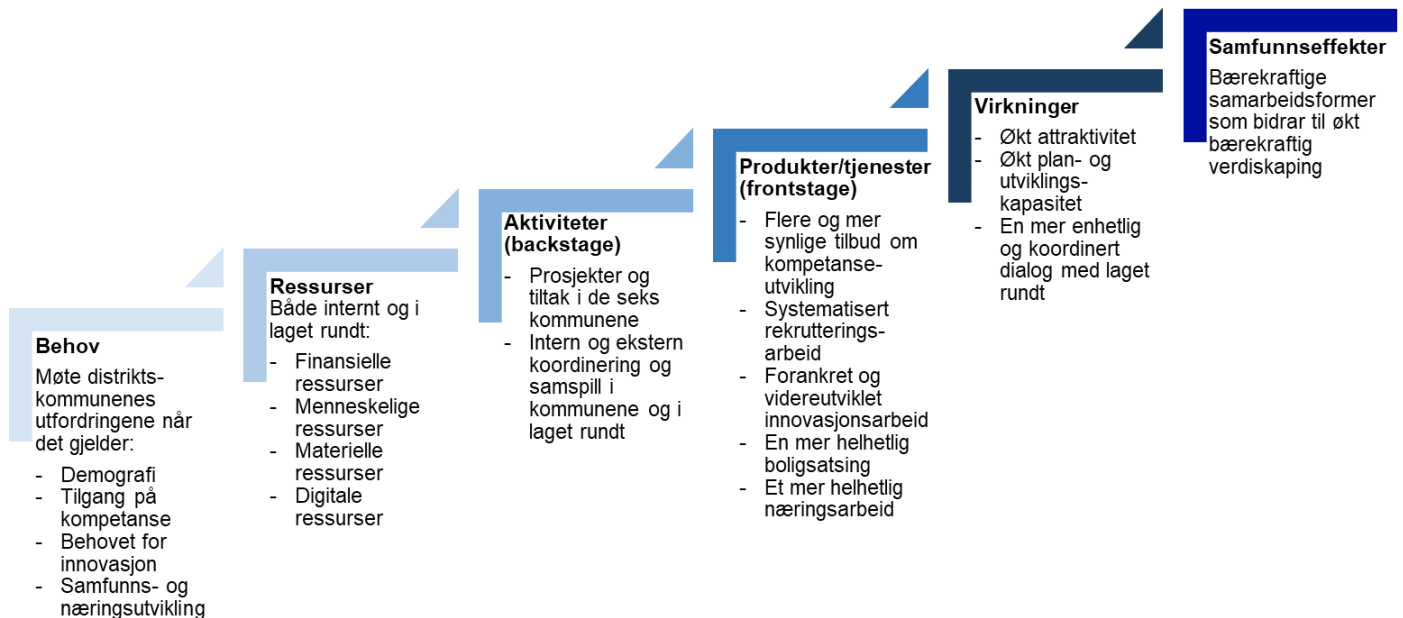 Behov
Møte distrikts-
kommunenes
utfordringene når
det gjelder:
- Demografi
- Tilgang på
kompetanse
- Behovet for
innovasjon
- Samfunns- og
næringsutvikling
Ressurser
Både internt og i
laget rundt:
- Finansielle
ressurser
- Menneskelige
ressurser
- Materielle
ressurser
- Digitale
ressurser
Aktiviteter
(backstage)
- Prosjekter og
tiltak i de seks
kommunene
- Intern og ekstern
koordinering og
samspill i
kommunene og i
laget rundt
Produkter/tjenester
(frontstage)
- Flere og mer
synlige tilbud om
kompetanse-
utvikling
- Systematisert
rekrutterings-
arbeid
- Forankret og
videreutviklet
innovasjonsarbeid
- En mer helhetlig
boligsatsing
- Et mer helhetlig
næringsarbeid
Virkninger
- Økt attraktivitet
- Økt plan- og
utviklings-
kapasitet
- En mer enhetlig
og koordinert
dialog med laget
rundt
Samfunnseffekter
Bærekraftige
samarbeidsformer
som bidrar til økt
bærekraftig
verdiskaping